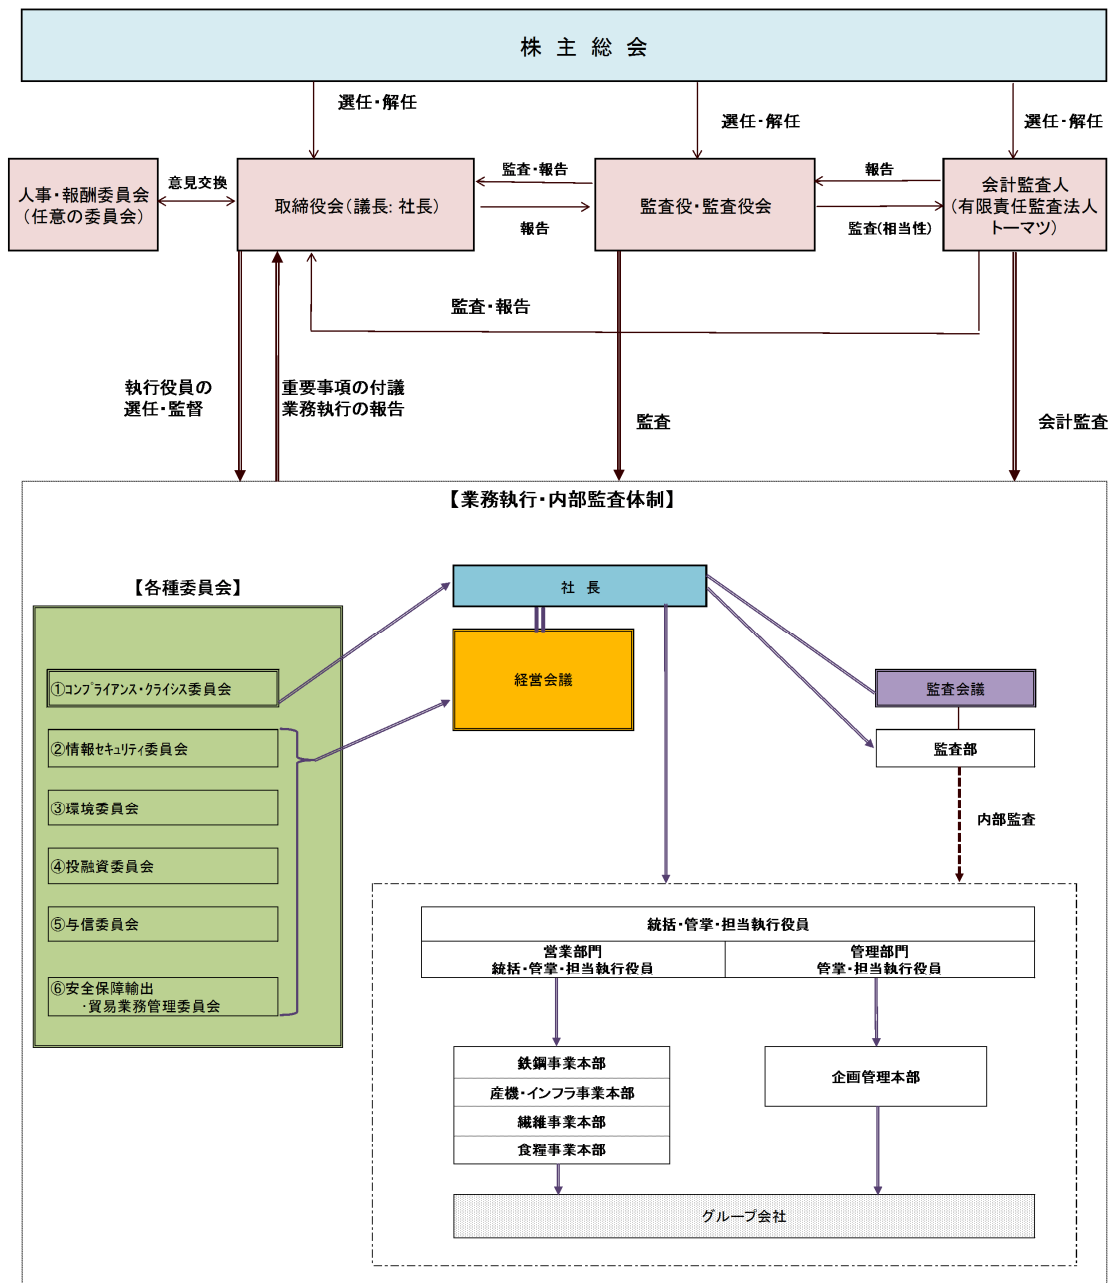 株 主 総 会
選任・解任
選任・解任
選任・解任
人事・報酬委員会
(任意の委員会)
意見交換
取締役会(議長: 社長)
監査・報告
報告
監査役・監査役会
報告
監査(相当性)
会計監査人
(有限責任監査法人
トーマツ)
監査・報告
執行役員の
選任・監督
重要事項の付議
業務執行の報告
監査
会計監査
【業務執行・内部監査体制】
【各種委員会】
社 長
経営会議
監査会議
監査部
内部監査
①コンプライアンス・クライシス委員会
②情報セキュリティ委員会
③環境委員会
④投融資委員会
⑤与信委員会
⑥安全保障輸出
・貿易業務管理委員会
統括・管掌・担当執行役員
営業部門
統括・管掌・担当執行役員
管理部門
管掌・担当執行役員
鉄鋼事業本部
産機・インフラ事業本部
繊維事業本部
食糧事業本部
企画管理本部
グループ会社